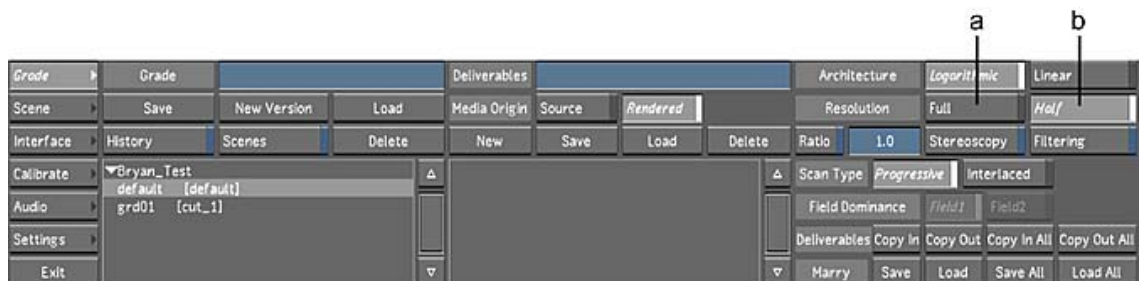 a b
Grade Grade Deliverables Architecture Logarithmic Linear
Scene Save New Version Load Media Origin Source Rendered Resolution Full Half
Interface History Scenes Delete New Save Load Delete Ratio 1.0 Stereoscopy Filtering
Calibrate Bryan_Test Scan Type Progressive Interlaced
default [default]
Audio grd01 [cut_1] Field Dominance Field1 Field2
Settings Deliverables Copy In Copy Out Copy In All Copy Out All
Exit Marry Save Load Save All Load All